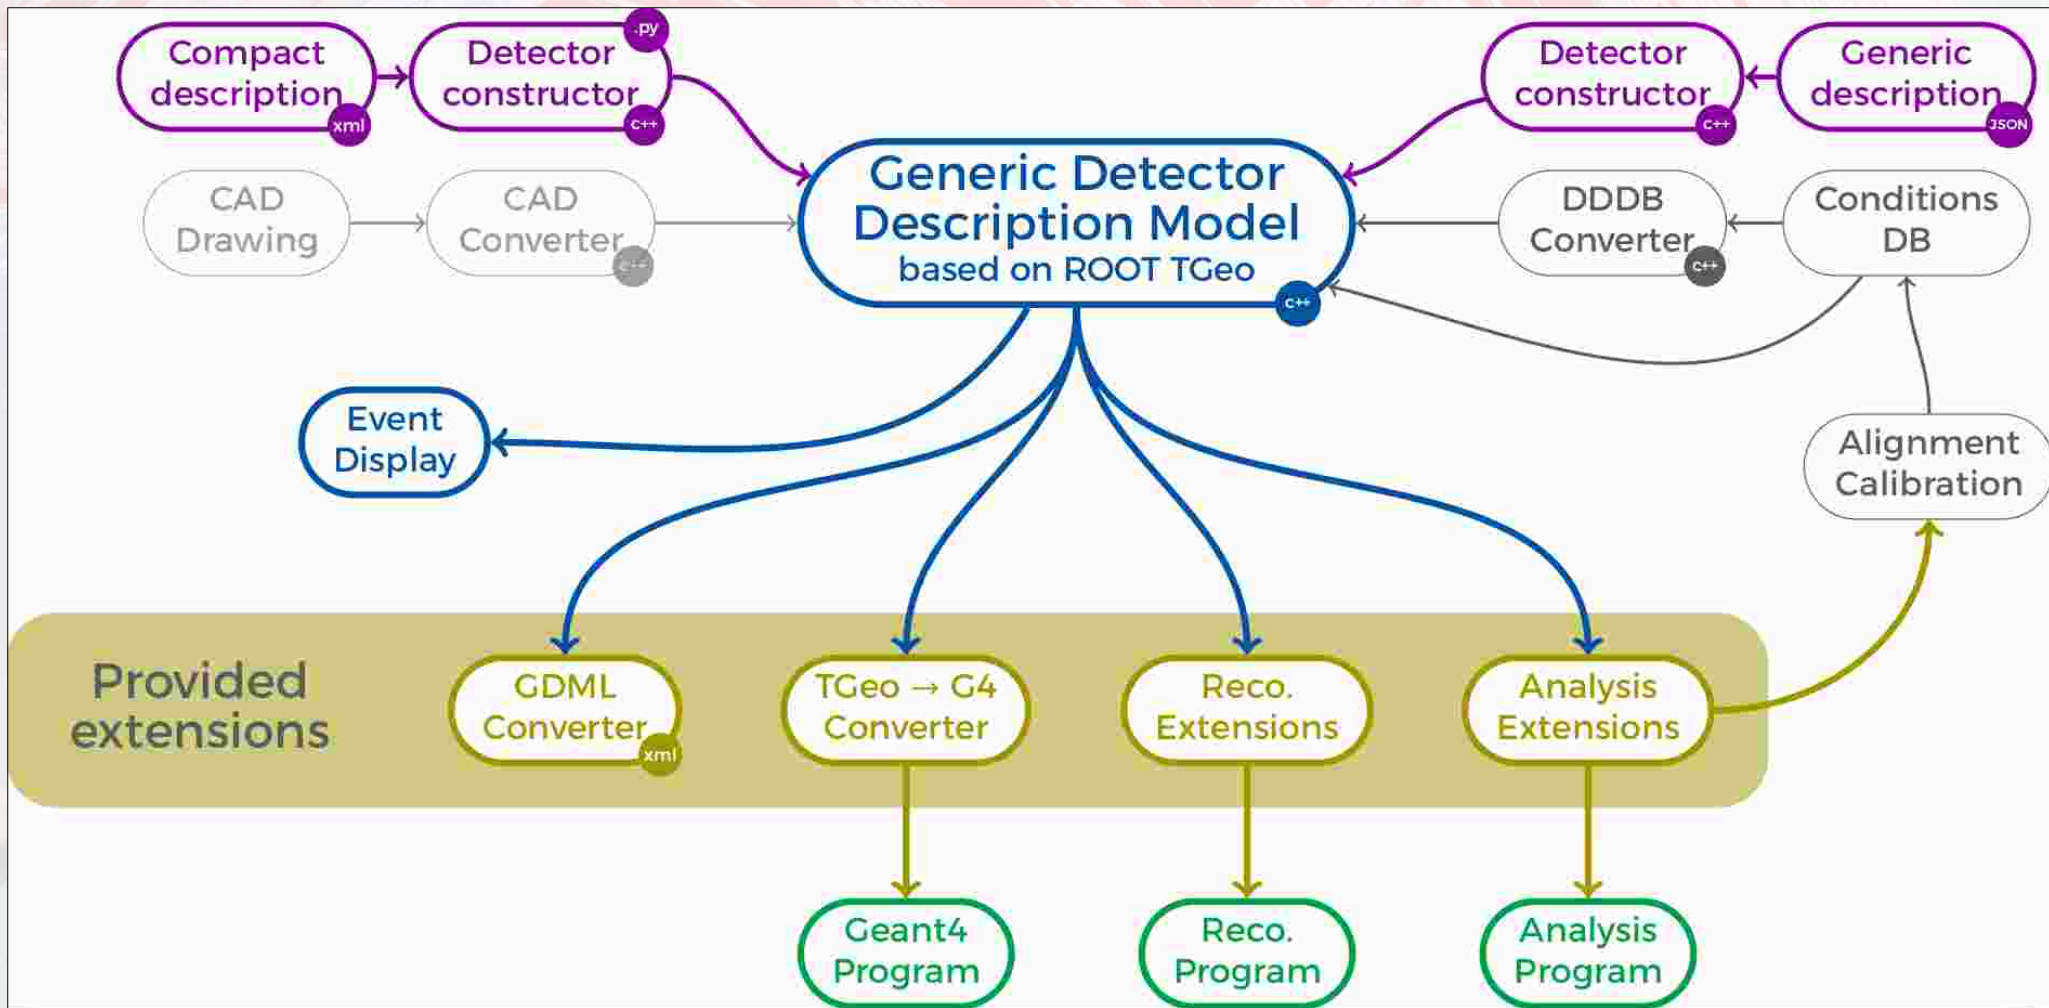 Compact
description
xml
Detector
constructor
.py
c++
Detector
constructor
c++
Generic
description
JSON
CAD
Drawing
CAD
Converter
c++
Generic Detector
Description Model
based on ROOT TGeo
c++
DDDB
Converter
c++
Conditions
DB
Event
Display
Alignment
Calibration
Provided
extensions
GDML
Converter
xml
TGeo → G4
Converter
Reco.
Extensions
Analysis
Extensions
Geant4
Program
Reco.
Program
Analysis
Program